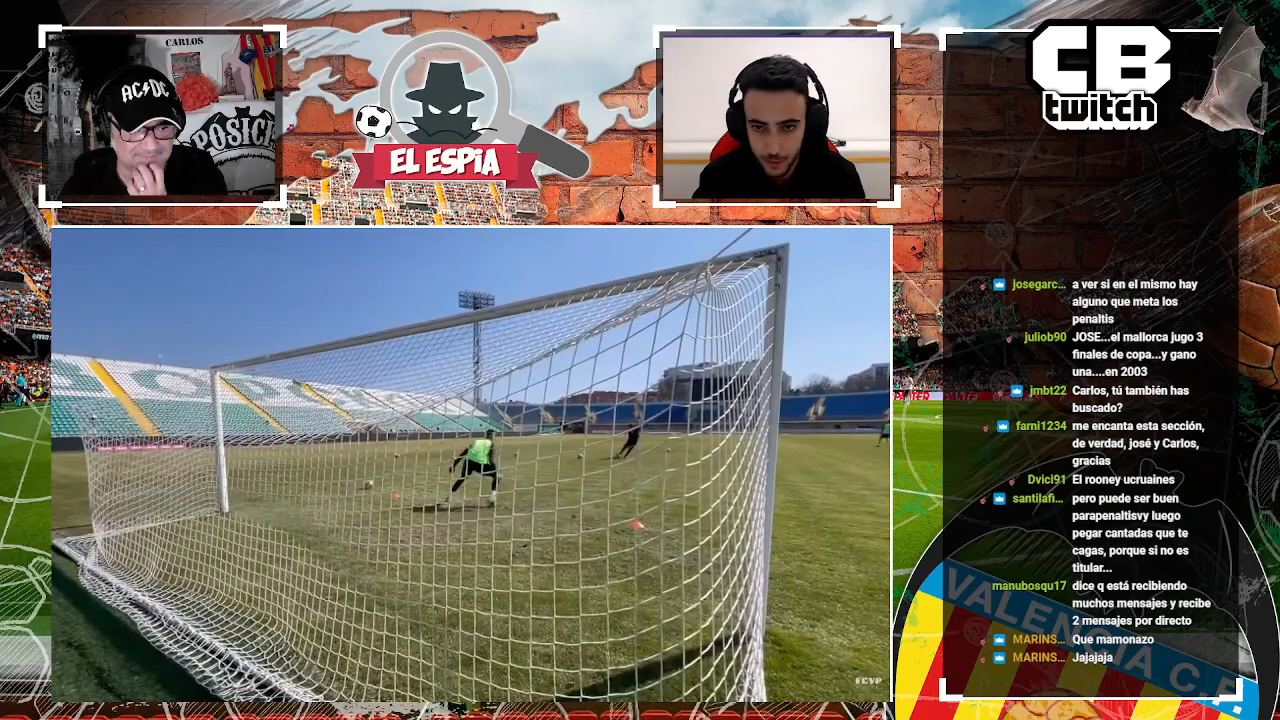 CARLOS
AC/DC
POSICI
EL ESPIA
CB
twitch
josegarc... a ver si en el mismo hay
alguno que meta los
penaltis
juliob90 JOSE...el mallorca jugo 3
finales de copa...y gano
una....en 2003
jmbt22 Carlos, tú también has
buscado?
farni1234 me encanta esta sección,
de verdad, josé y Carlos,
gracias
Dvici91 El rooney ucruaines
santilafi... pero puede ser buen
parapenaltisvy luego
pegar cantadas que te
cagas, porque si no es
titular...
manubosqu17 dice q está recibiendo
muchos mensajes y recibe
2 mensajes por directo
MARINS... Que mamonazo
MARINS... Jajajaja
VALENCIA C.F.
FCVP
PANTER